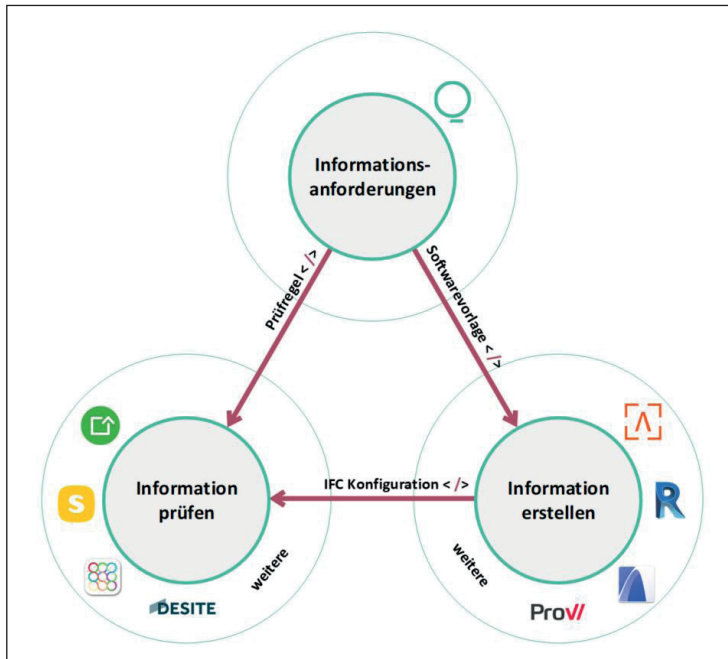 Informations-
anforderungen
Prüfregel </>
Softwarevorlage </>
Information
prüfen
IFC Konfiguration </>
Information
erstellen
S
R
weitere
weitere
DESITE
ProVI